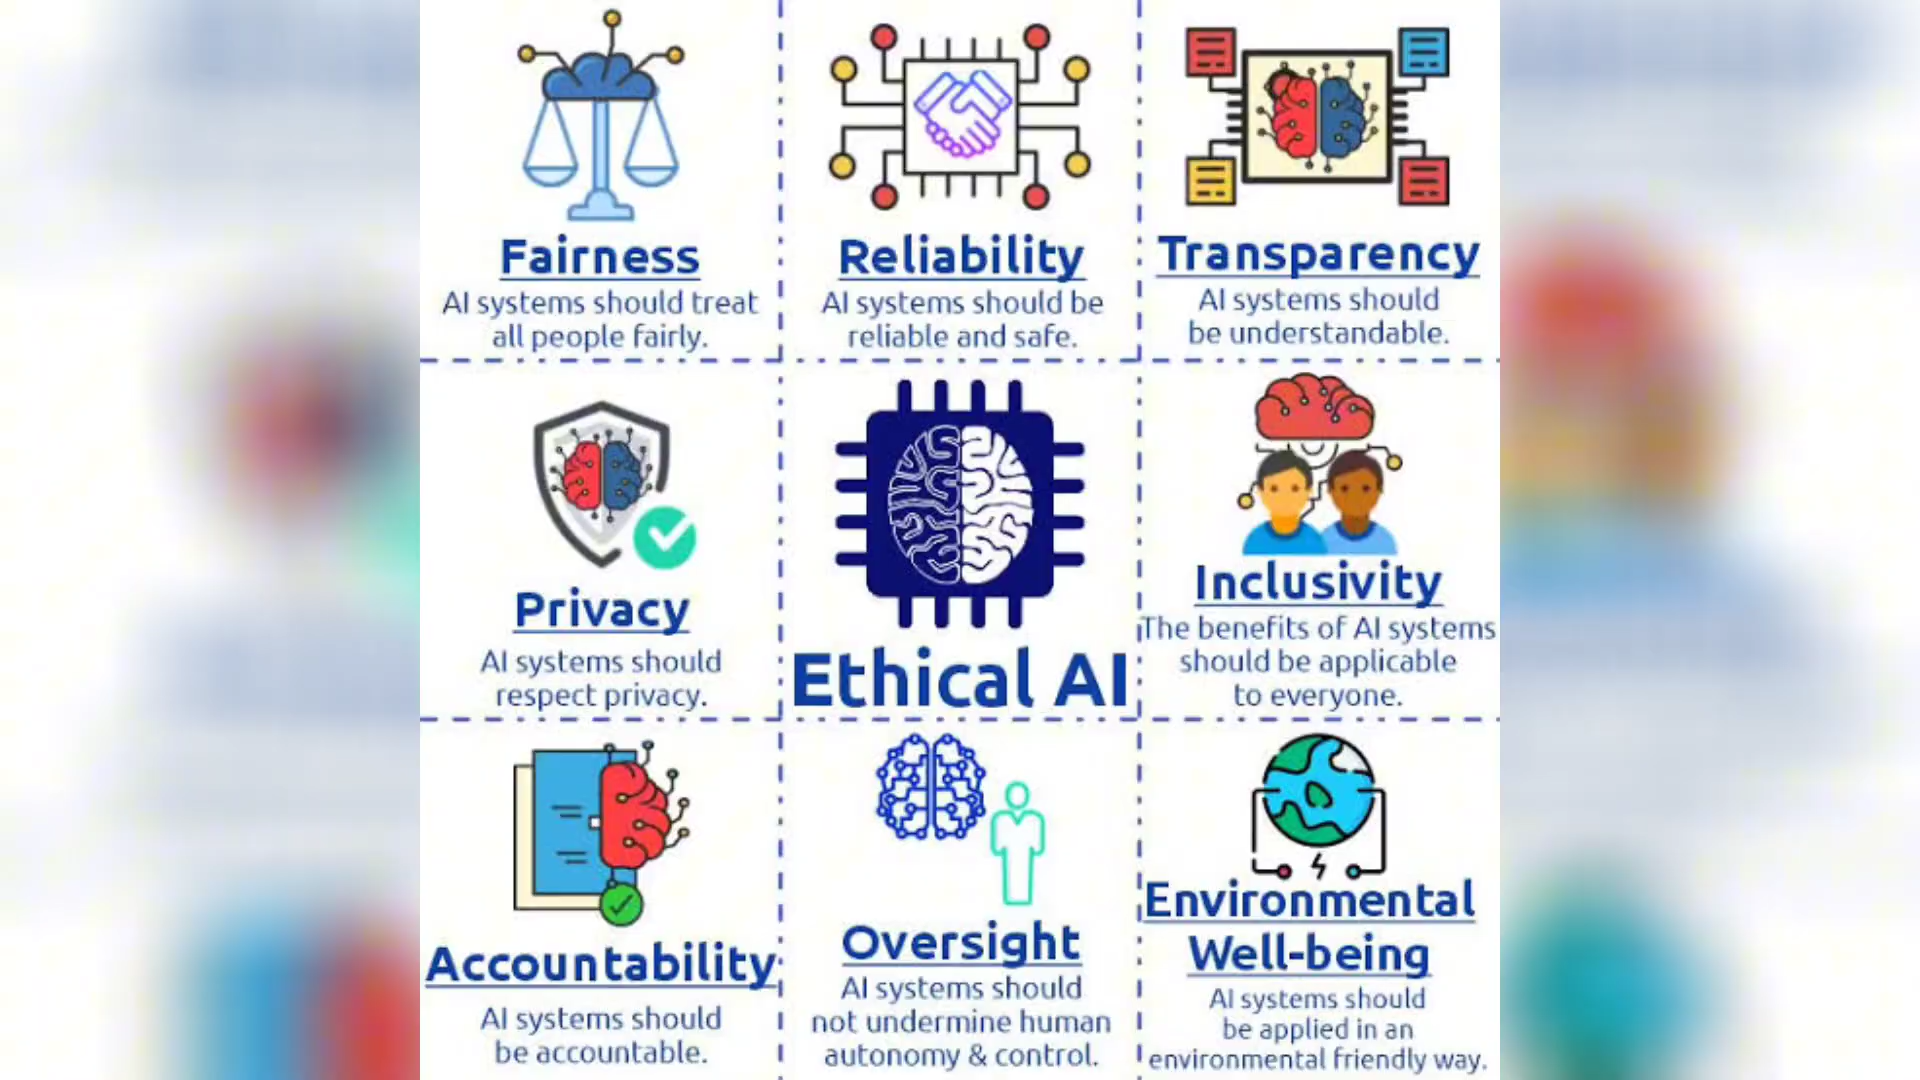 Fairness
AI systems should treat
all people fairly.
Reliability
AI systems should be
reliable and safe.
Transparency
AI systems should
be understandable.
Privacy
AI systems should
respect privacy.
Ethical AI
Inclusivity
The benefits of AI systems
should be applicable
to everyone.
Accountability
AI systems should
be accountable.
Oversight
AI systems should
not undermine human
autonomy & control.
Environmental
Well-being
AI systems should
be applied in an
environmental friendly way.